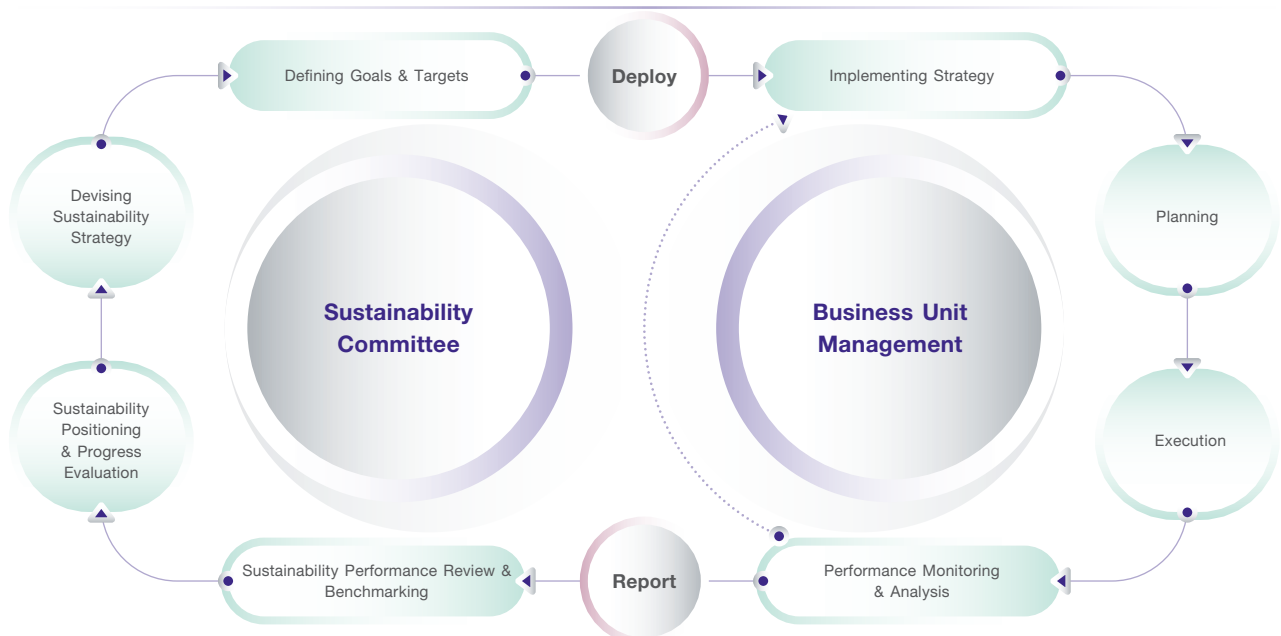 Defining Goals & Targets
Deploy
Implementing Strategy
Devising
Sustainability
Strategy
Planning
Sustainability
Committee
Business Unit
Management
Sustainability
Positioning
& Progress
Evaluation
Execution
Sustainability Performance Review &
Benchmarking
Report
Performance Monitoring
& Analysis